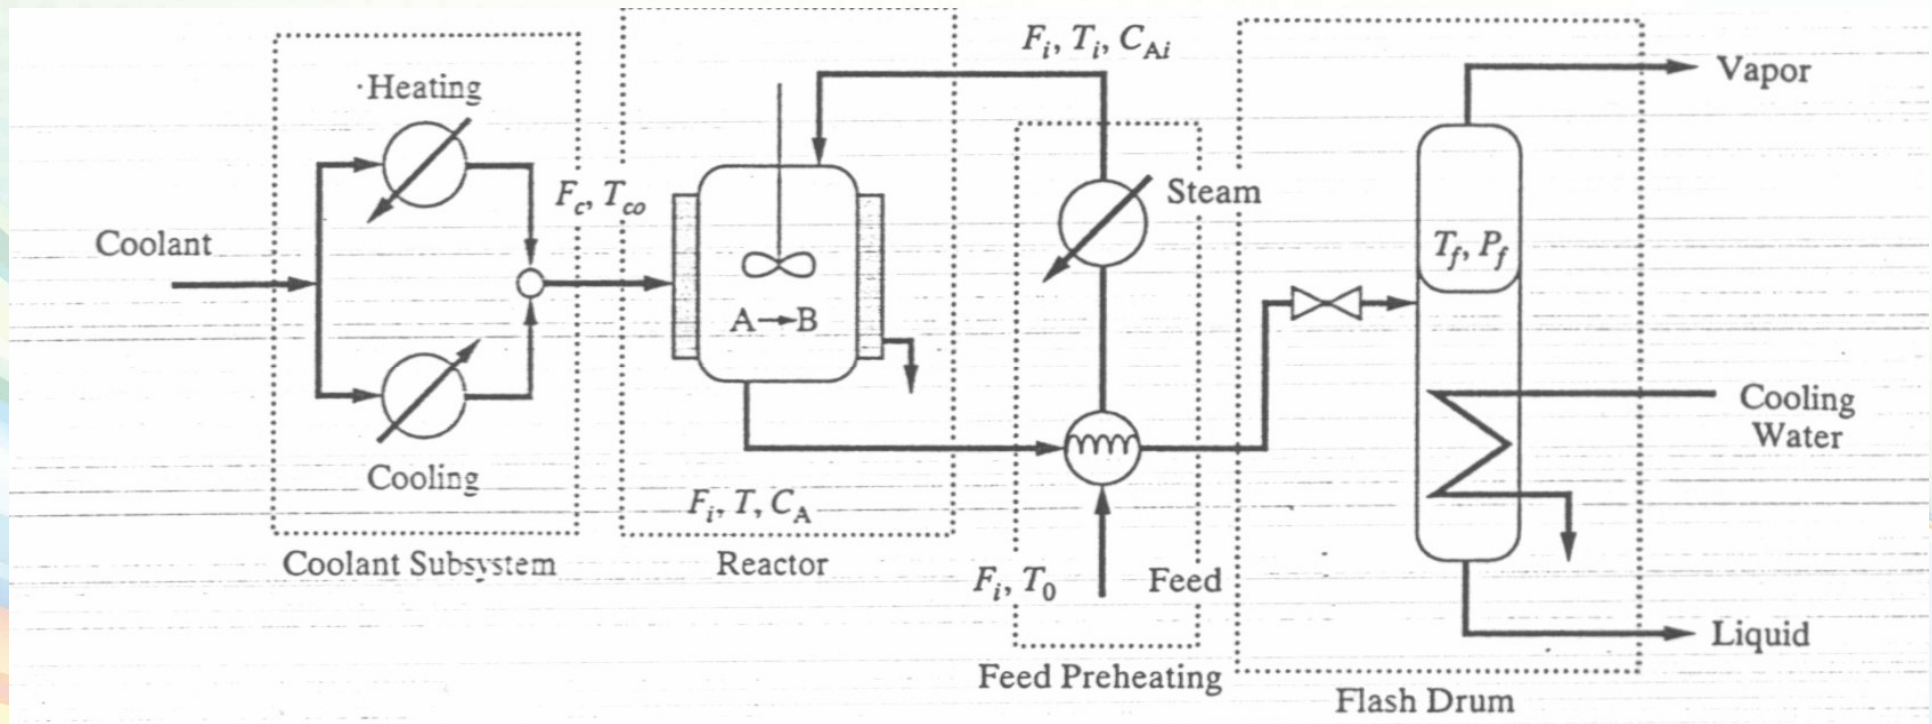 Heating
Coolant
Cooling
Coolant Subsystem
F_c, T_co
A→B
F_i, T, C_A
Reactor
F_i, T_i, C_Ai
Steam
F_i, T_0
Feed
Feed Preheating
Vapor
T_f, P_f
Cooling
Water
Liquid
Flash Drum